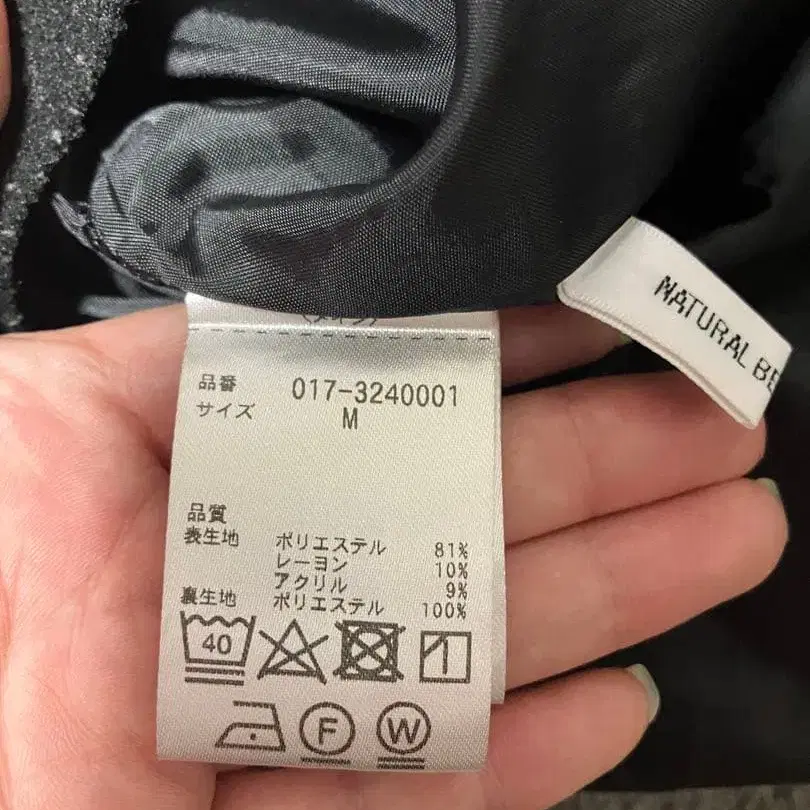 品番 017-3240001
サイズ M
品質
表生地 ポリエステル 81%
レーヨン 10%
アクリル 9%
裏生地 ポリエステル 100%
40
F W
NATURAL